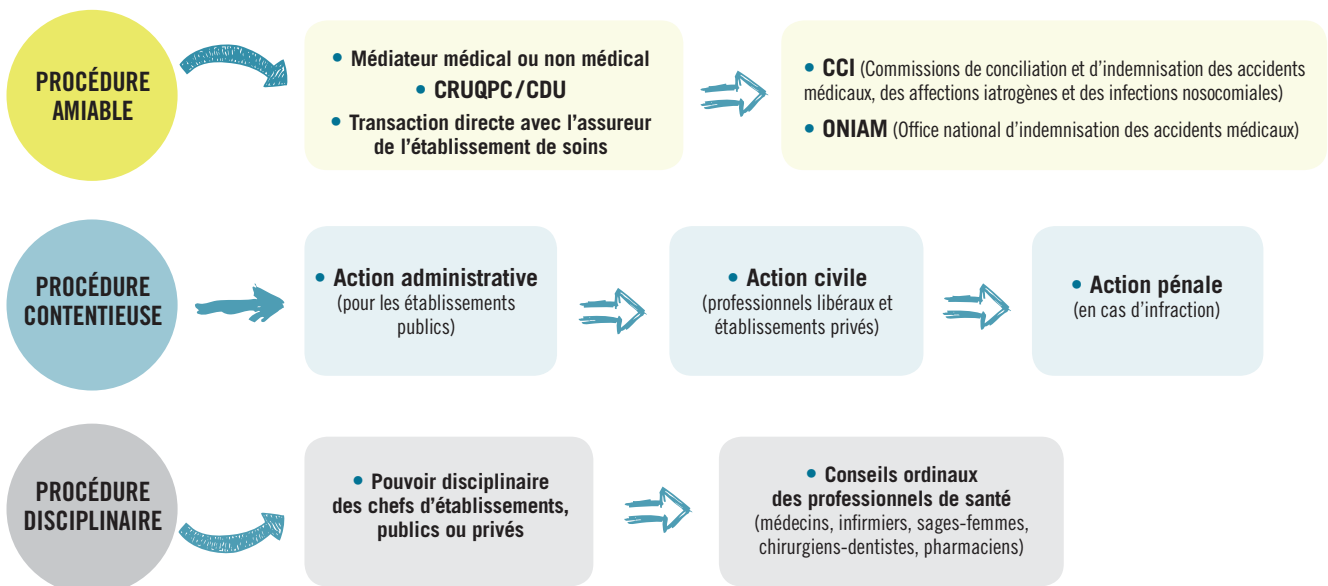 PROCÉDURE
AMIABLE
• Médiateur médical ou non médical
• CRUQPC/CDU
• Transaction directe avec l'assureur
de l'établissement de soins
• CCI (Commissions de conciliation et d'indemnisation des accidents
médicaux, des affections iatrogènes et des infections nosocomiales)
• ONIAM (Office national d'indemnisation des accidents médicaux)
PROCÉDURE
CONTENTIEUSE
• Action administrative
(pour les établissements
publics)
• Action civile
(professionnels libéraux et
établissements privés)
• Action pénale
(en cas d'infraction)
PROCÉDURE
DISCIPLINAIRE
• Pouvoir disciplinaire
des chefs d'établissements,
publics ou privés
• Conseils ordinaux
des professionnels de santé
(médecins, infirmiers, sages-femmes,
chirurgiens-dentistes, pharmaciens)